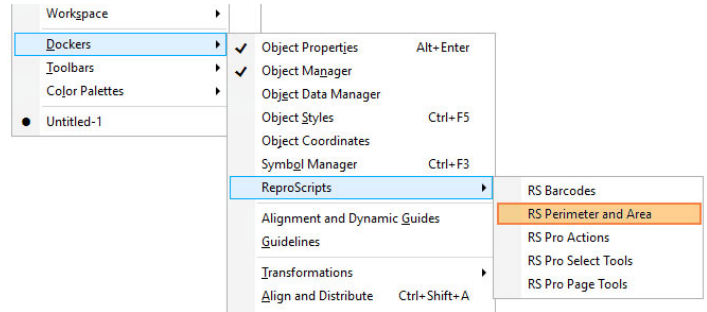 Workspace
Dockers
Toolbars
Color Palettes
Untitled-1
Object Properties Alt+Enter
Object Manager
Object Data Manager
Object Styles Ctrl+F5
Object Coordinates
Symbol Manager Ctrl+F3
ReproScripts
Alignment and Dynamic Guides
Guidelines
Transformations
Align and Distribute Ctrl+Shift+A
RS Barcodes
RS Perimeter and Area
RS Pro Actions
RS Pro Select Tools
RS Pro Page Tools